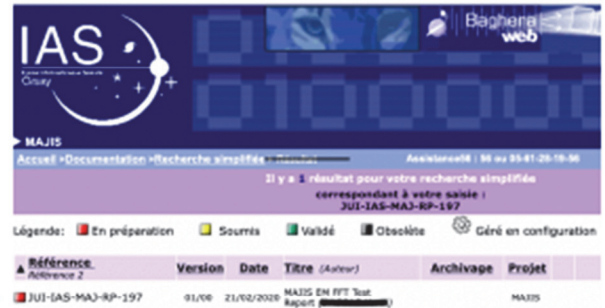 IAS
Orsay
Baghera
web
MAJIS
Accueil >Documentation >Recherche simplifiée
Il y a 1 résultat pour votre recherche simplifiée
correspondant à votre saisie :
JUI-IAS-MAJ-RP-197
Légende: En préparation Soumis Validé Obsolète Géré en configuration
Référence Version Date Titre (Auteur) Archivage Projet
Référence 2
JUI-IAS-MAJ-RP-197 01/00 21/02/2020 MAJIS EM FFT Test MAJIS
Report